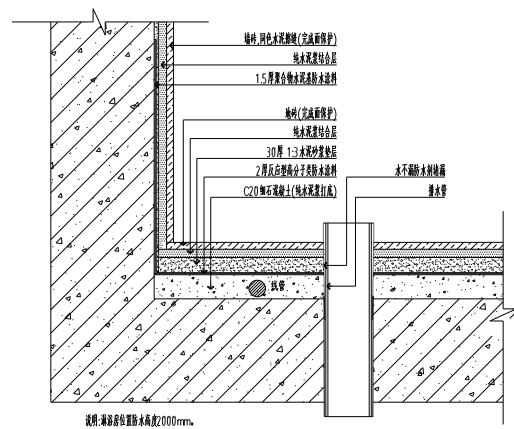 墙砖,同色水泥擦缝(完成面保护)
纯水泥浆结合层
1.5厚聚合物水泥基防水涂料
地砖(完成面保护)
纯水泥浆结合层
30厚 1:3水泥砂浆垫层
2厚反应型高分子类防水涂料
C20细石混凝土(纯水泥浆打底)
水不漏防水剂堵漏
排水管
线管
说明:淋浴房位置防水高度2000mm。